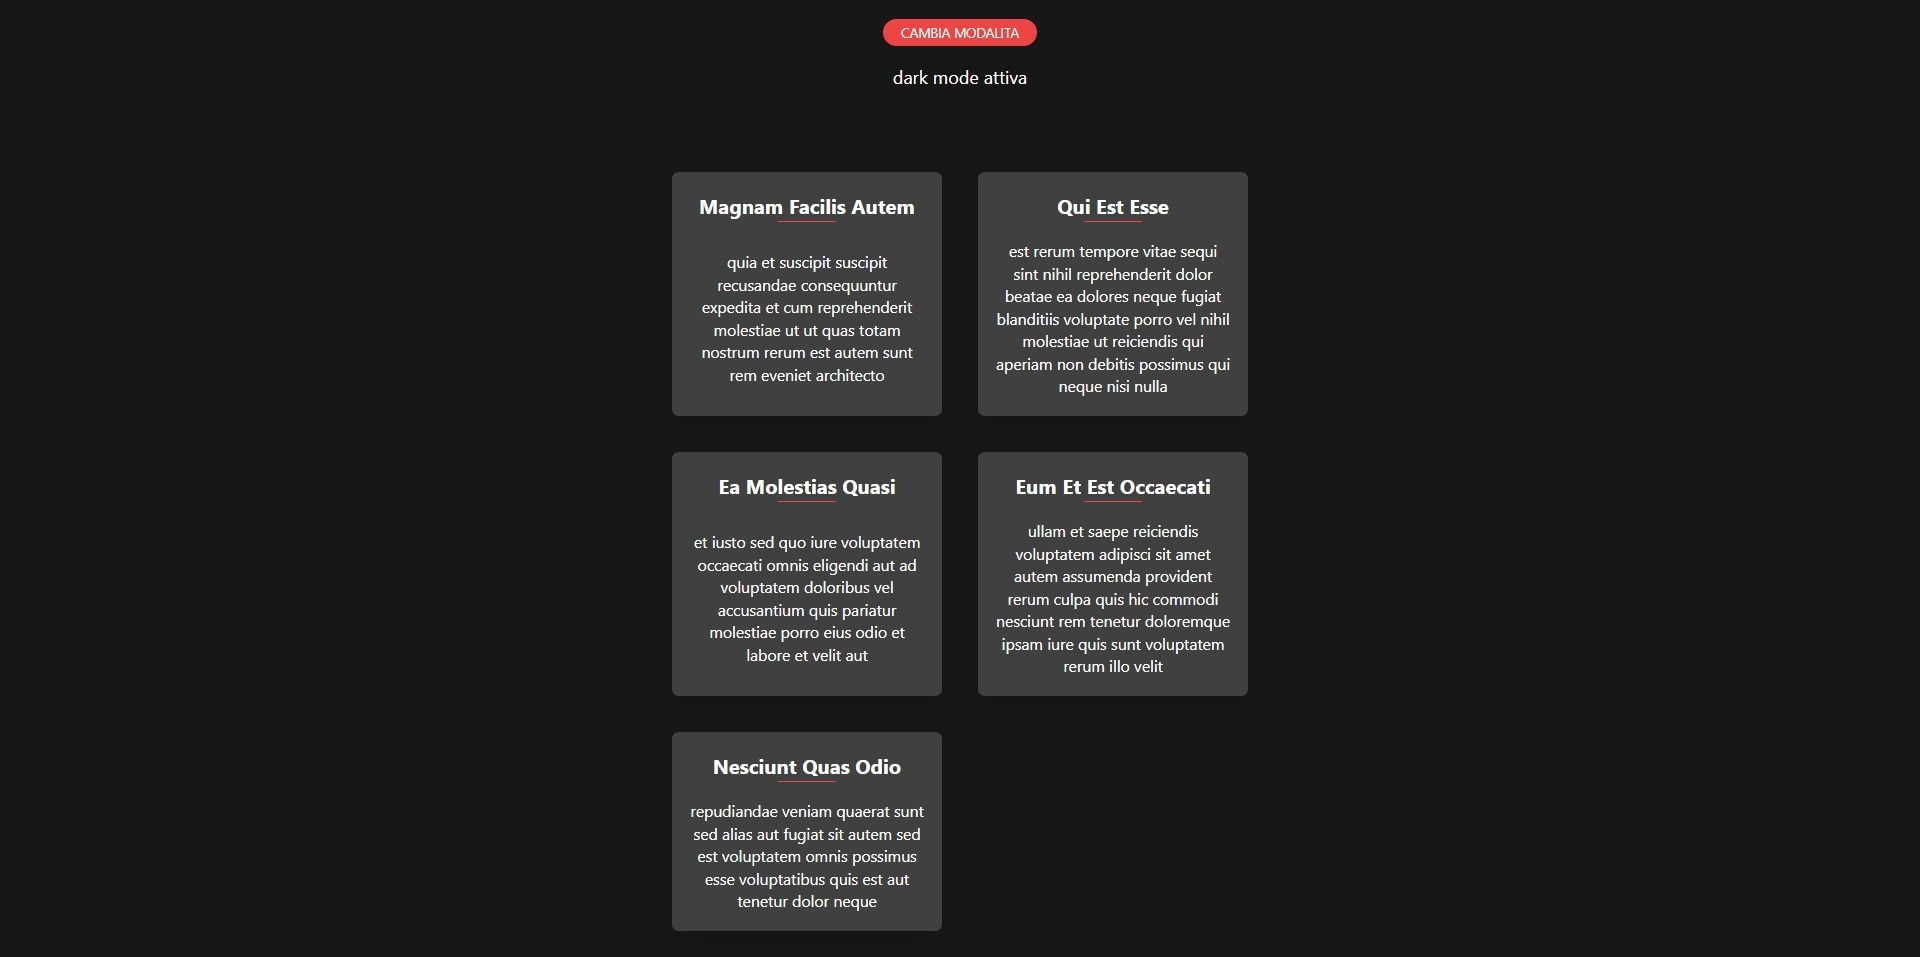 CAMBIA MODALITA
dark mode attiva
Magnam Facilis Autem
quia et suscipit suscipit
recusandae consequuntur
expedita et cum reprehenderit
molestiae ut ut quas totam
nostrum rerum est autem sunt
rem eveniet architecto
Qui Est Esse
est rerum tempore vitae sequi
sint nihil reprehenderit dolor
beatae ea dolores neque fugiat
blanditiis voluptate porro vel nihil
molestiae ut reiciendis qui
aperiam non debitis possimus qui
neque nisi nulla
Ea Molestias Quasi
et iusto sed quo iure voluptatem
occaecati omnis eligendi aut ad
voluptatem doloribus vel
accusantium quis pariatur
molestiae porro eius odio et
labore et velit aut
Eum Et Est Occaecati
ullam et saepe reiciendis
voluptatem adipisci sit amet
autem assumenda provident
rerum culpa quis hic commodi
nesciunt rem tenetur doloremque
ipsam iure quis sunt voluptatem
rerum illo velit
Nesciunt Quas Odio
repudiandae veniam quaerat sunt
sed alias aut fugiat sit autem sed
est voluptatem omnis possimus
esse voluptatibus quis est aut
tenetur dolor neque